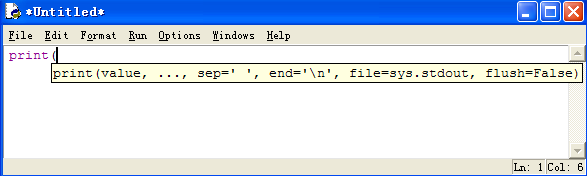 *Untitled*
File Edit Format Run Options Windows Help
print(
print(value, ..., sep=' ', end='\n', file=sys.stdout, flush=False)
Ln: 1 Col: 6